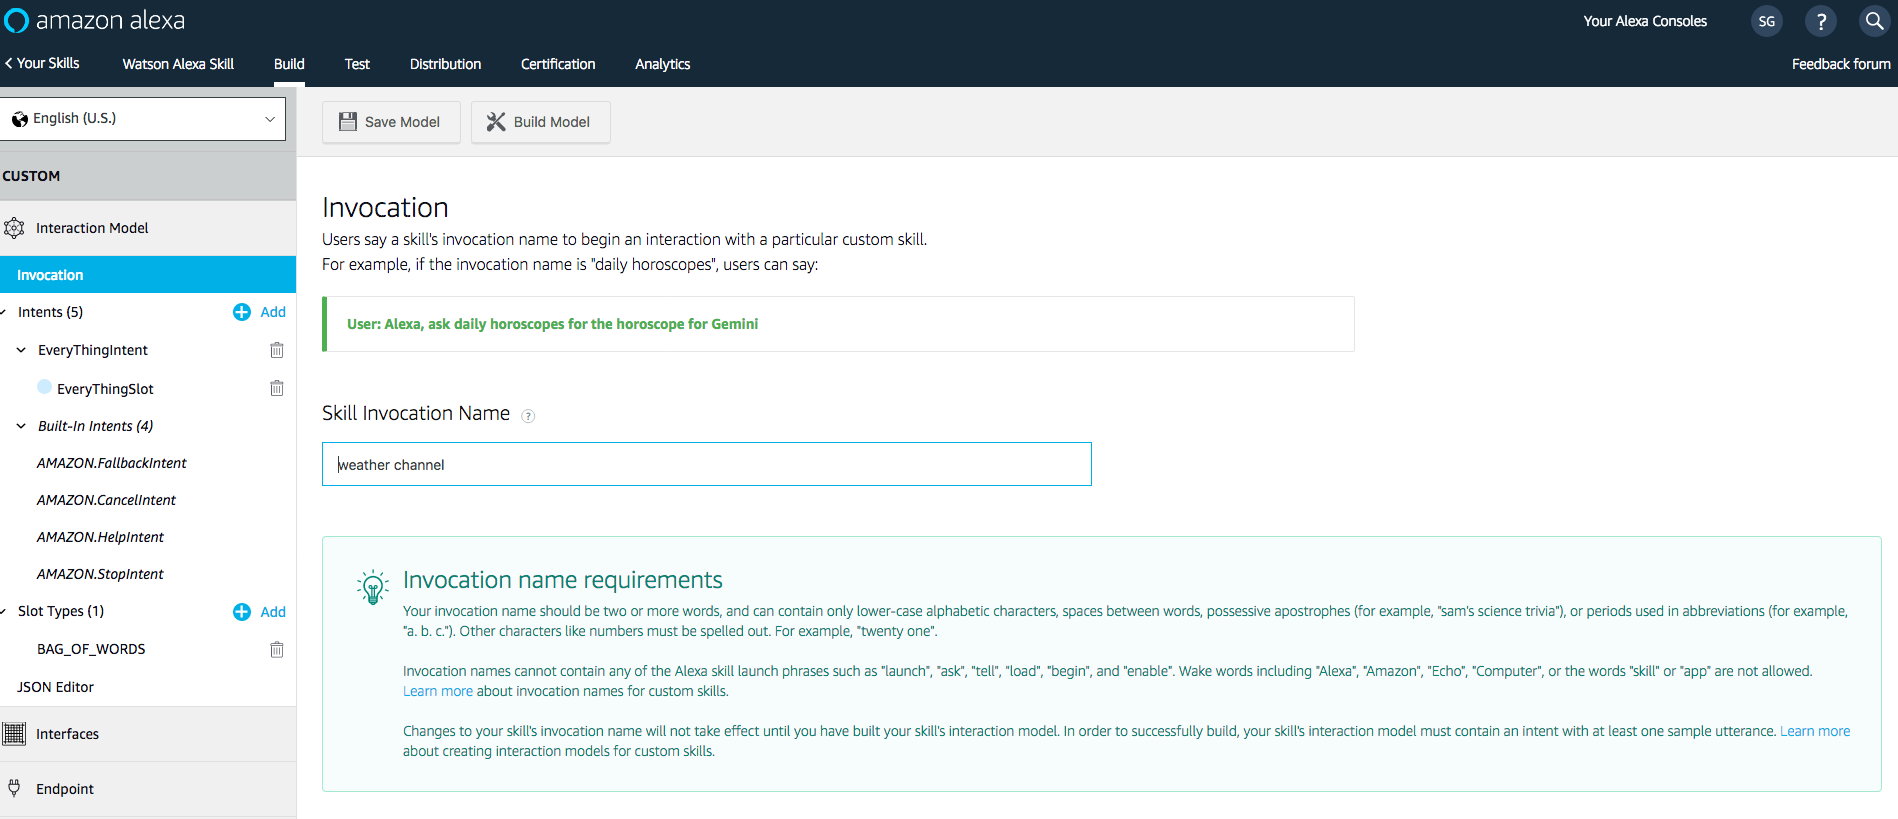 amazon alexa
Your Alexa Consoles
SG
?
Your Skills
Watson Alexa Skill
Build
Test
Distribution
Certification
Analytics
Feedback forum
English (U.S.)
Save Model
Build Model
CUSTOM
Interaction Model
Invocation
Intents (5)
Add
EveryThingIntent
EveryThingSlot
Built-In Intents (4)
AMAZON.FallbackIntent
AMAZON.CancelIntent
AMAZON.HelpIntent
AMAZON.StopIntent
Slot Types (1)
Add
BAG_OF_WORDS
JSON Editor
Interfaces
Endpoint
Invocation
Users say a skill's invocation name to begin an interaction with a particular custom skill.
For example, if the invocation name is "daily horoscopes", users can say:
User: Alexa, ask daily horoscopes for the horoscope for Gemini
Skill Invocation Name ?
weather channel
Invocation name requirements
Your invocation name should be two or more words, and can contain only lower-case alphabetic characters, spaces between words, possessive apostrophes (for example, "sam's science trivia"), or periods used in abbreviations (for example,
"a. b. c."). Other characters like numbers must be spelled out. For example, "twenty one".
Invocation names cannot contain any of the Alexa skill launch phrases such as "launch", "ask", "tell", "load", "begin", and "enable". Wake words including "Alexa", "Amazon", "Echo", "Computer", or the words "skill" or "app" are not allowed.
Learn more about invocation names for custom skills.
Changes to your skill's invocation name will not take effect until you have built your skill's interaction model. In order to successfully build, your skill's interaction model must contain an intent with at least one sample utterance. Learn more
about creating interaction models for custom skills.